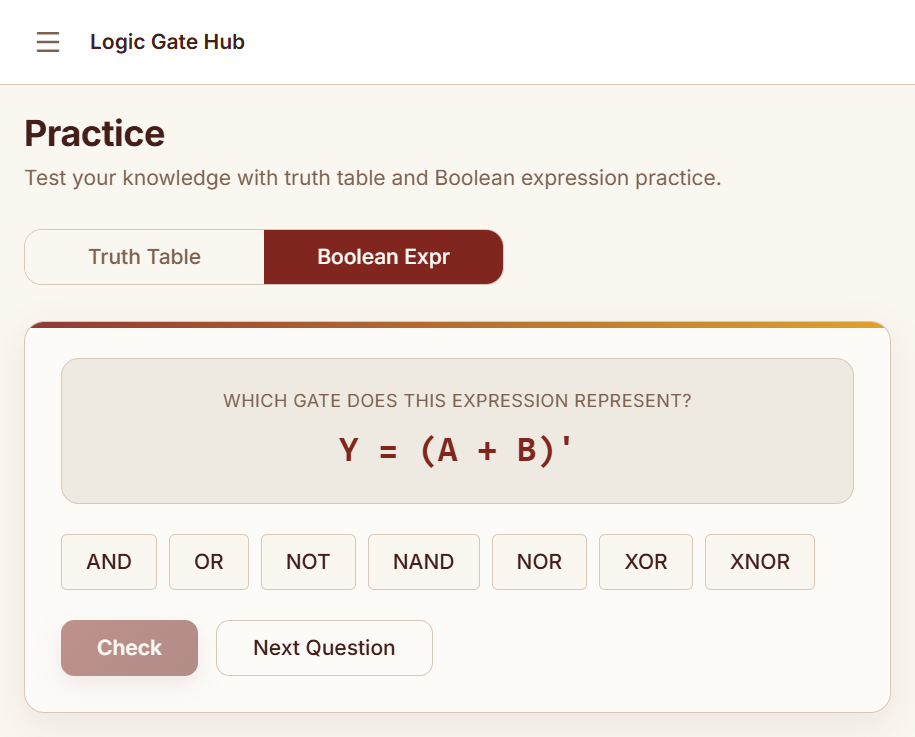 Logic Gate Hub
Practice
Test your knowledge with truth table and Boolean expression practice.
Truth Table
Boolean Expr
WHICH GATE DOES THIS EXPRESSION REPRESENT?
Y = (A + B)'
AND
OR
NOT
NAND
NOR
XOR
XNOR
Check
Next Question